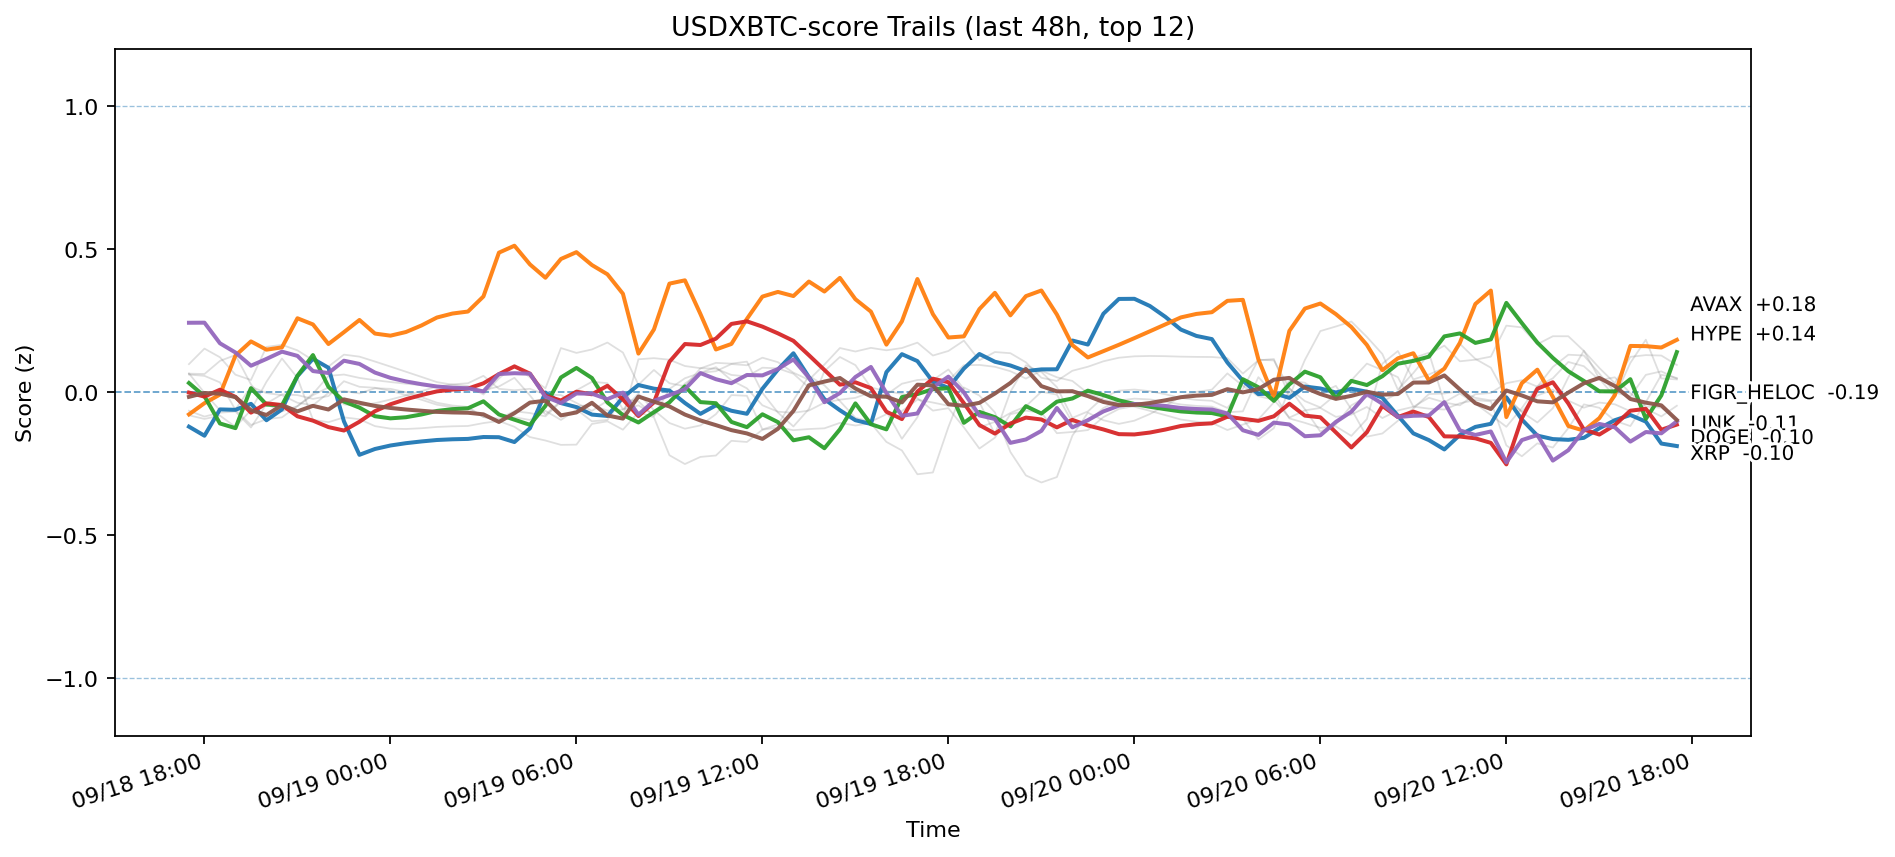 USDXBTC-score Trails (last 48h, top 12)
Score (z)
1.0
0.5
0.0
−0.5
−1.0
AVAX +0.18
HYPE +0.14
FIGR_HELOC -0.19
LINK -0.11
DOGE -0.10
XRP -0.10
09/18 18:00
09/19 00:00
09/19 06:00
09/19 12:00
09/19 18:00
09/20 00:00
09/20 06:00
09/20 12:00
09/20 18:00
Time